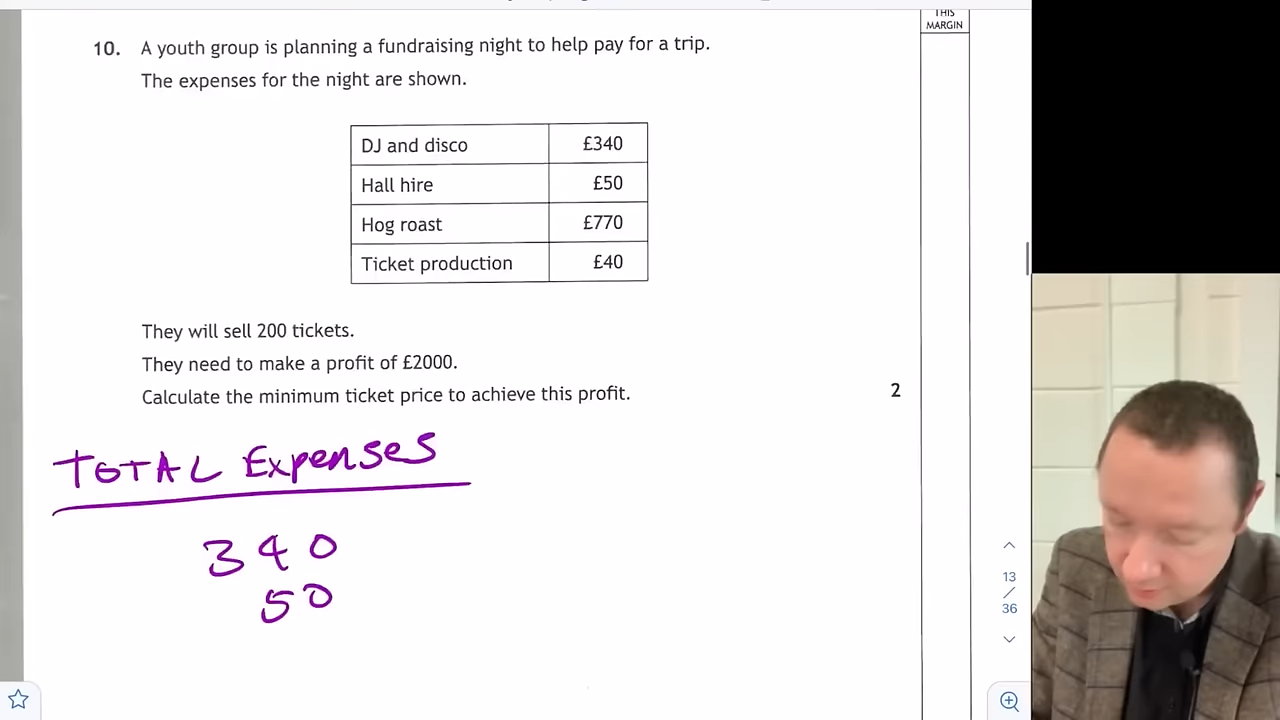 THIS
MARGIN
10. A youth group is planning a fundraising night to help pay for a trip.
The expenses for the night are shown.
DJ and disco £340
Hall hire £50
Hog roast £770
Ticket production £40
They will sell 200 tickets.
They need to make a profit of £2000.
Calculate the minimum ticket price to achieve this profit. 2
TOTAL Expenses
340
50
13
/
36